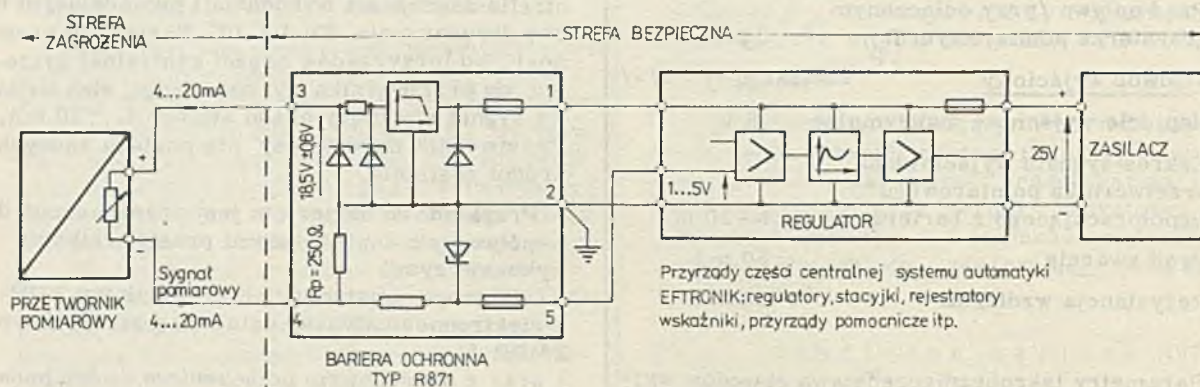 STREFA
ZAGROŻENIA
STREFA BEZPIECZNA
4...20mA
3
1
18,5V ±0,8V
2
Rp = 250 Ω
4
5
+
-
Sygnał
pomiarowy
4...20mA
PRZETWORNIK
POMIAROWY
BARIERA OCHRONNA
TYP R871
1...5V
REGULATOR
+
25V
-
ZASILACZ
Przyrządy części centralnej systemu automatyki
EFTRONIK; regulatory, stacyjki, rejestratory
wskaźniki, przyrządy pomocnicze itp.